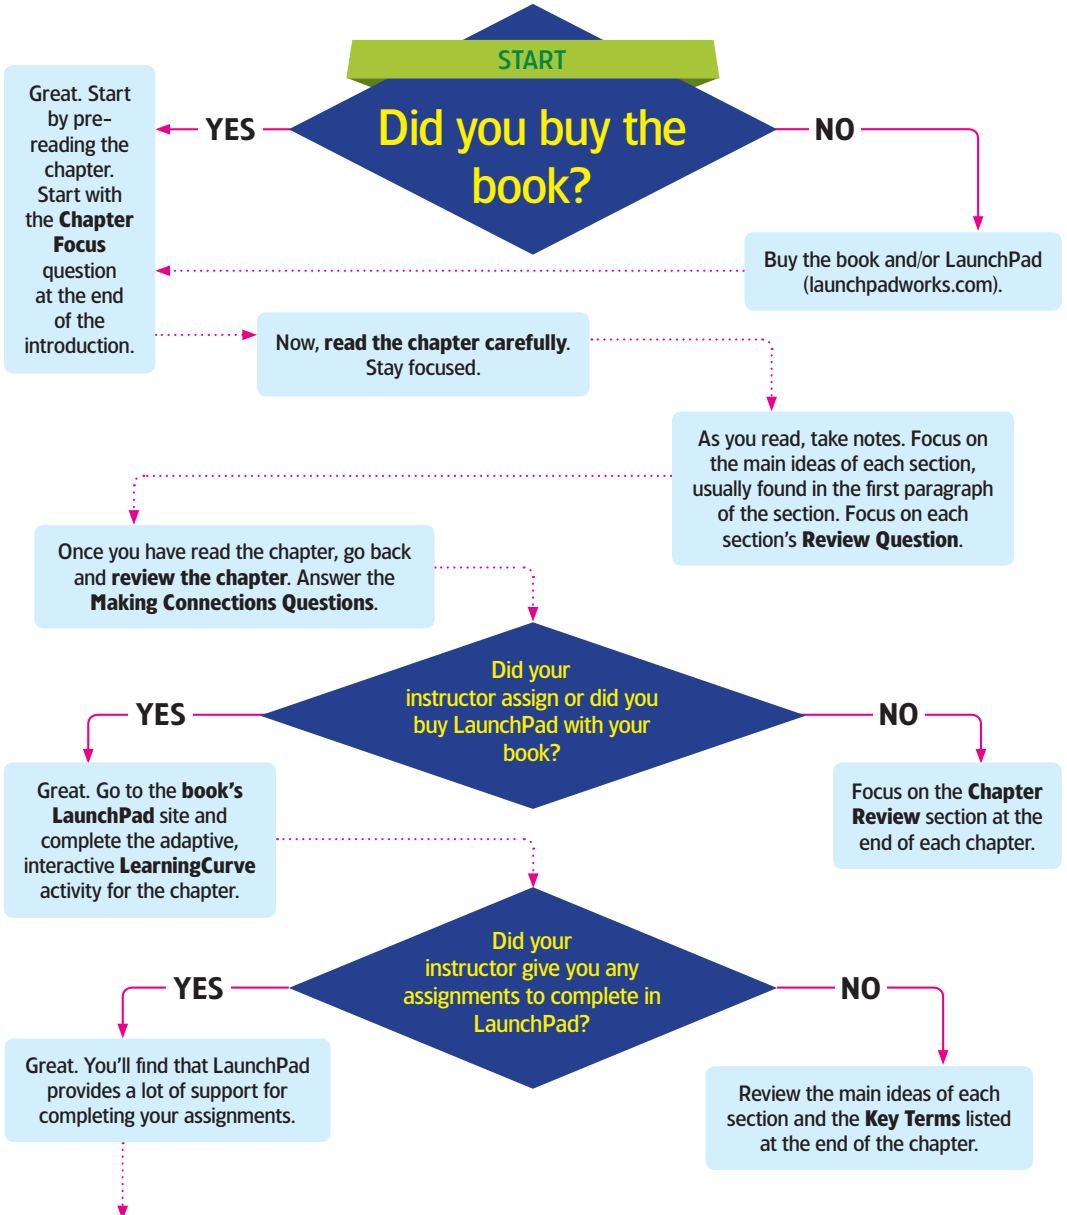 START
Did you buy the
book?
YES
NO
Great. Start
by pre-
reading the
chapter.
Start with
the Chapter
Focus
question
at the end
of the
introduction.
Buy the book and/or LaunchPad
(launchpadworks.com).
Now, read the chapter carefully.
Stay focused.
As you read, take notes. Focus on
the main ideas of each section,
usually found in the first paragraph
of the section. Focus on each
section’s Review Question.
Once you have read the chapter, go back
and review the chapter. Answer the
Making Connections Questions.
Did your
instructor assign or did you
buy LaunchPad with your
book?
YES
NO
Great. Go to the book’s
LaunchPad site and
complete the adaptive,
interactive LearningCurve
activity for the chapter.
Focus on the Chapter
Review section at the
end of each chapter.
Did your
instructor give you any
assignments to complete in
LaunchPad?
YES
NO
Great. You’ll find that LaunchPad
provides a lot of support for
completing your assignments.
Review the main ideas of each
section and the Key Terms listed
at the end of the chapter.